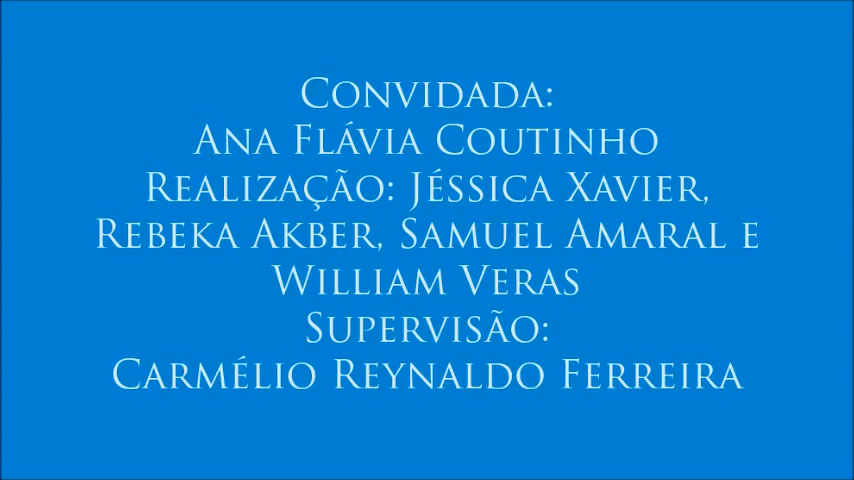 Convidada:
Ana Flávia Coutinho
Realização: Jéssica Xavier,
Rebeka Akber, Samuel Amaral e
William Veras
Supervisão:
Carmélio Reynaldo Ferreira